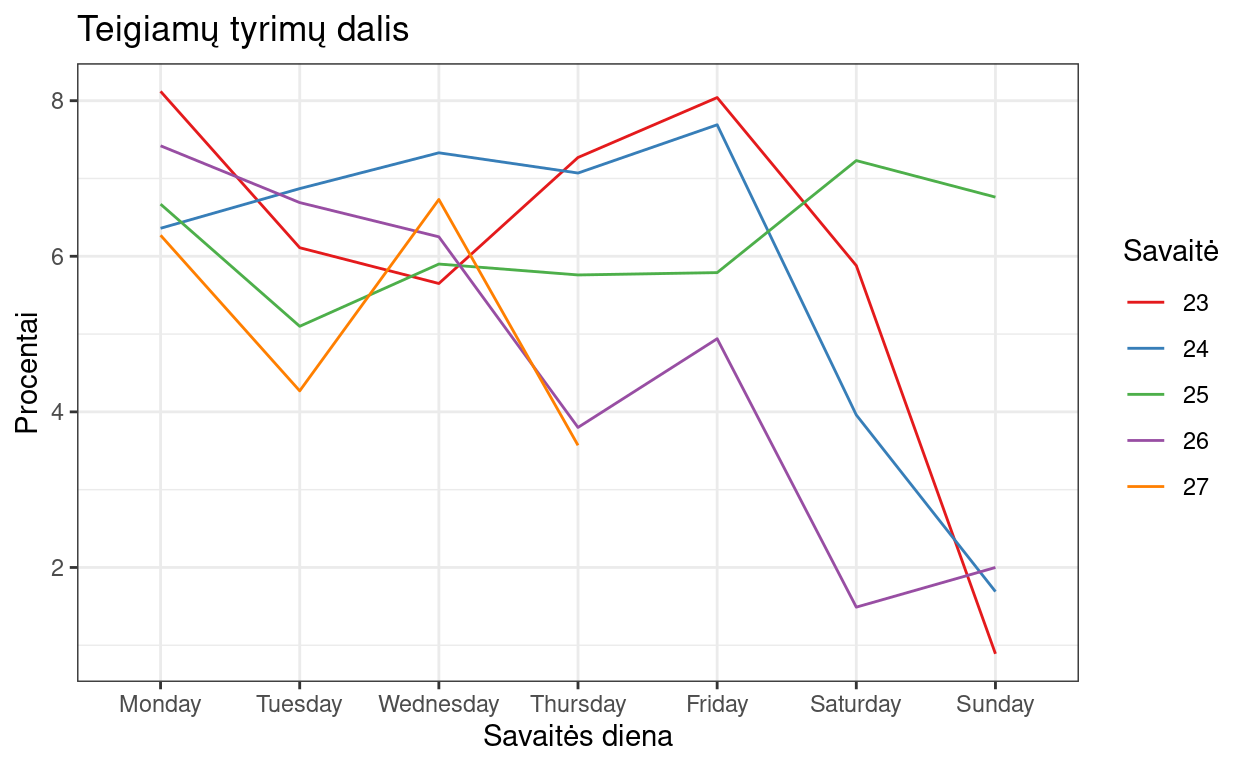 Teigiamų tyrimų dalis
Procentai
8
6
4
2
Monday Tuesday Wednesday Thursday Friday Saturday Sunday
Savaitės diena
Savaitė
23
24
25
26
27